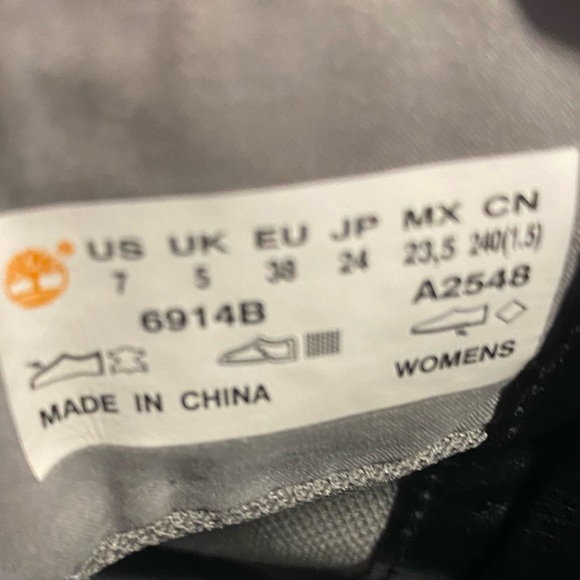 US UK EU JP MX CN
7 5 38 24 23,5 240(1.5)
6914B A2548
WOMENS
MADE IN CHINA